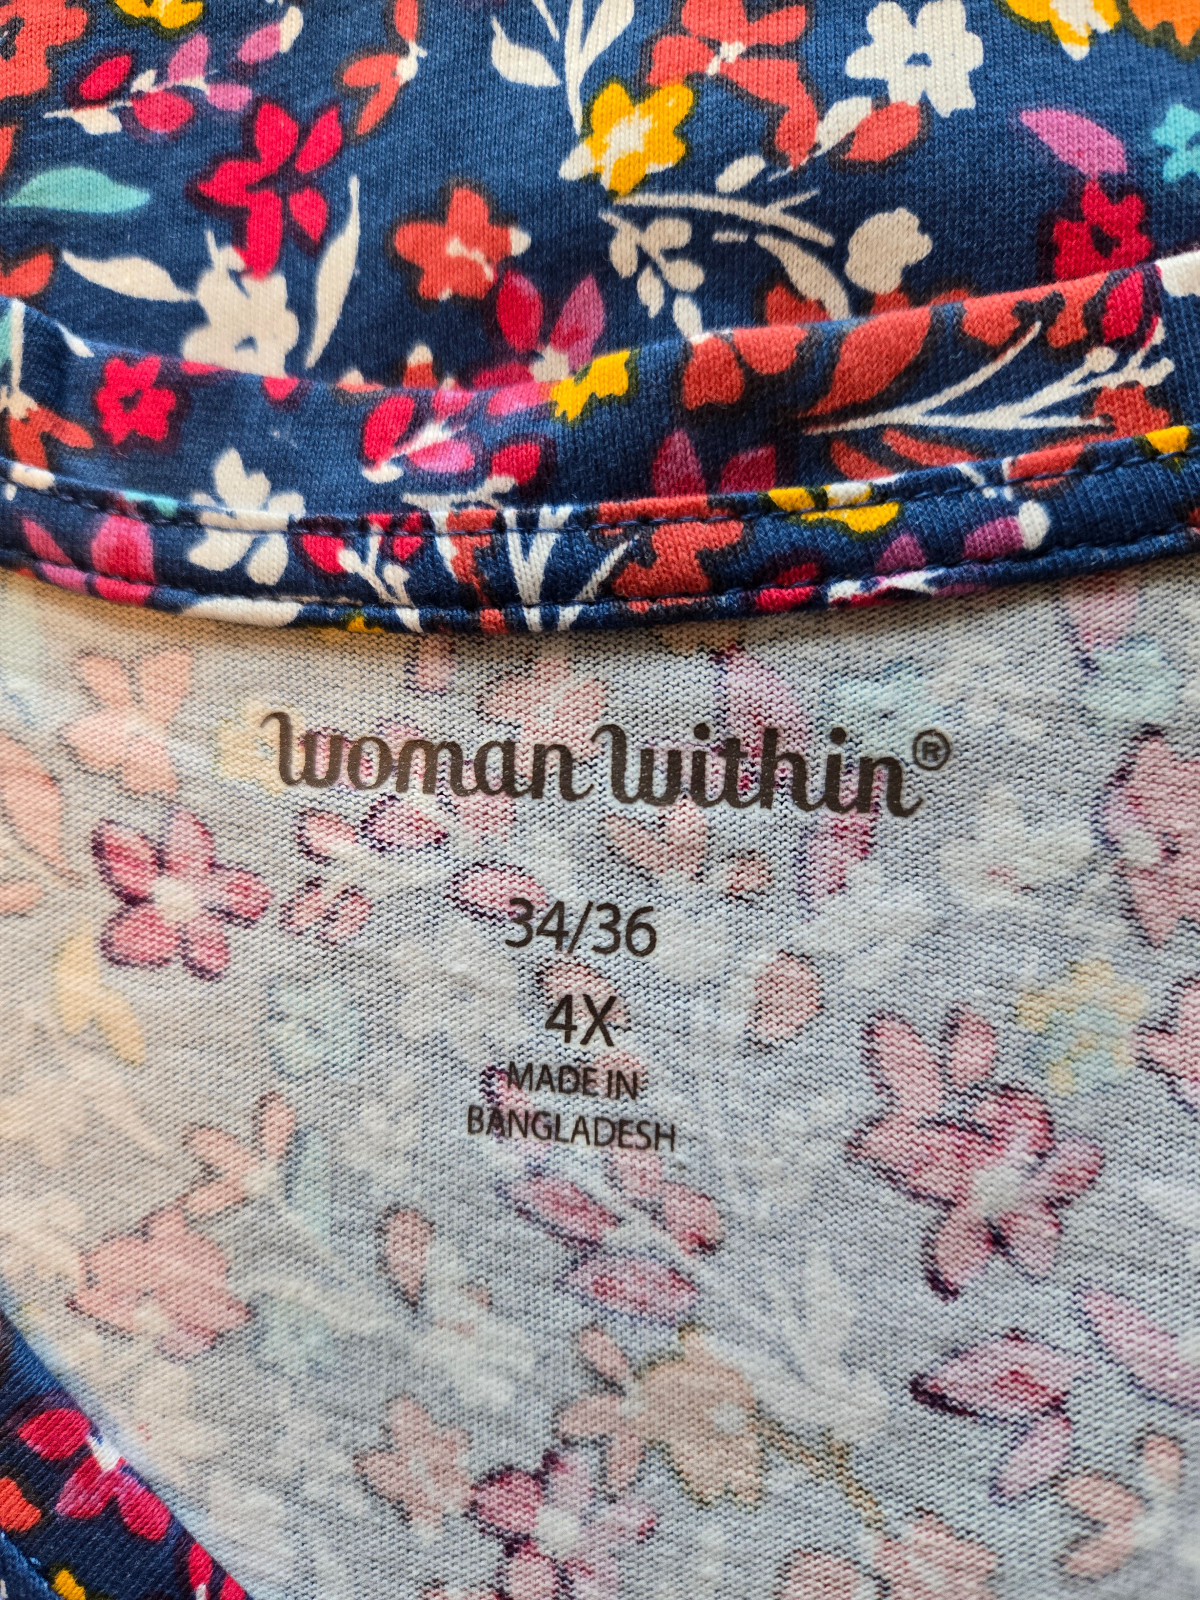 woman within®
34/36
4X
MADE IN
BANGLADESH